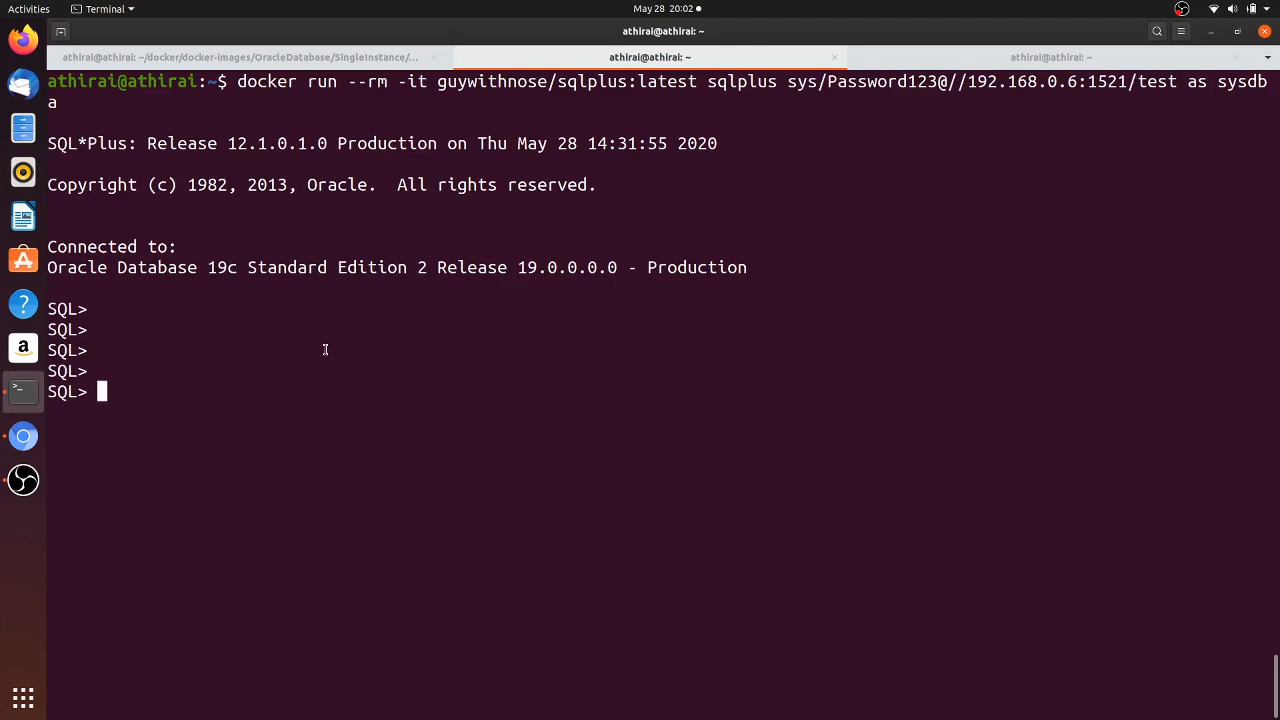 Activities
Terminal
May 28 20:02
athirai@athirai: ~
athirai@athirai: ~/docker/docker-images/OracleDatabase/SingleInstance/...
athirai@athirai: ~
athirai@athirai: ~
athirai@athirai:~$ docker run --rm -it guywithnose/sqlplus:latest sqlplus sys/Password123@//192.168.0.6:1521/test as sysdb
a
SQL*Plus: Release 12.1.0.1.0 Production on Thu May 28 14:31:55 2020
Copyright (c) 1982, 2013, Oracle.  All rights reserved.
Connected to:
Oracle Database 19c Standard Edition 2 Release 19.0.0.0.0 - Production
SQL>
SQL>
SQL>
SQL>
SQL>